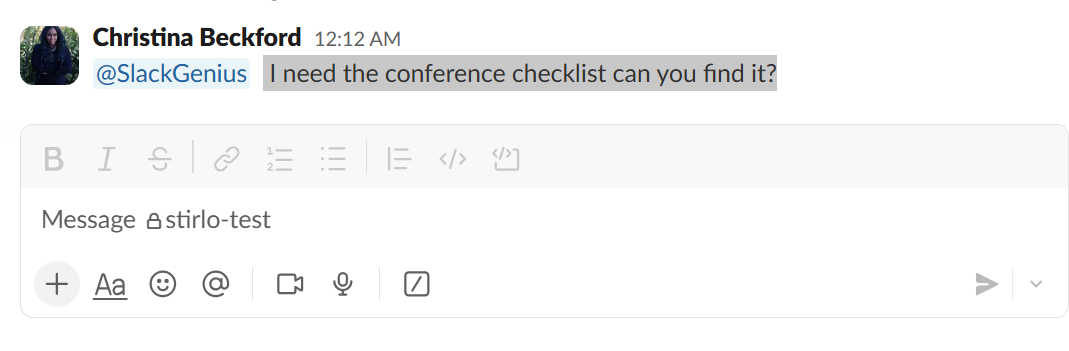 Christina Beckford 12:12 AM
@SlackGenius I need the conference checklist can you find it?
B I S
Message stirlo-test
Aa